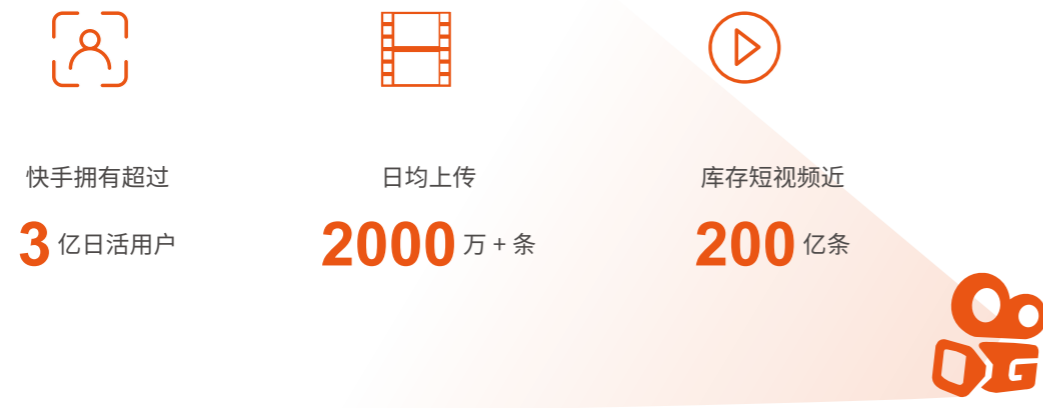 快手拥有超过
3 亿日活用户
日均上传
2000 万 + 条
库存短视频近
200 亿条